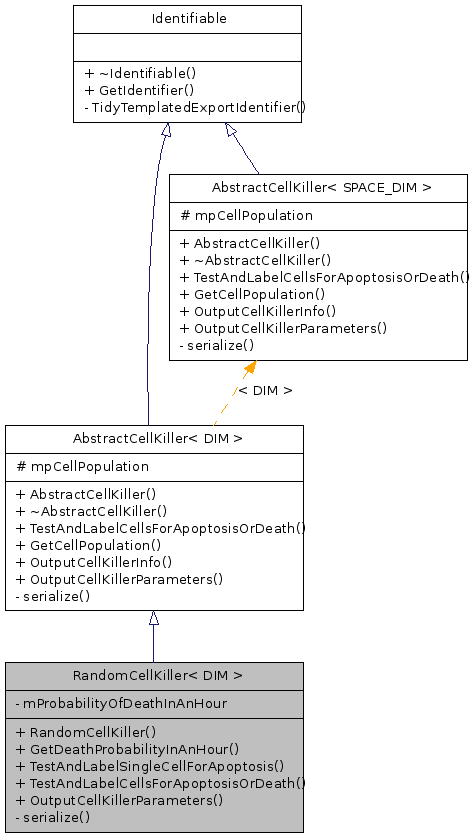 Identifiable
+ ~Identifiable()
+ GetIdentifier()
- TidyTemplatedExportIdentifier()
AbstractCellKiller< SPACE_DIM >
# mpCellPopulation
+ AbstractCellKiller()
+ ~AbstractCellKiller()
+ TestAndLabelCellsForApoptosisOrDeath()
+ GetCellPopulation()
+ OutputCellKillerInfo()
+ OutputCellKillerParameters()
- serialize()
< DIM >
AbstractCellKiller< DIM >
# mpCellPopulation
+ AbstractCellKiller()
+ ~AbstractCellKiller()
+ TestAndLabelCellsForApoptosisOrDeath()
+ GetCellPopulation()
+ OutputCellKillerInfo()
+ OutputCellKillerParameters()
- serialize()
RandomCellKiller< DIM >
- mProbabilityOfDeathInAnHour
+ RandomCellKiller()
+ GetDeathProbabilityInAnHour()
+ TestAndLabelSingleCellForApoptosis()
+ TestAndLabelCellsForApoptosisOrDeath()
+ OutputCellKillerParameters()
- serialize()